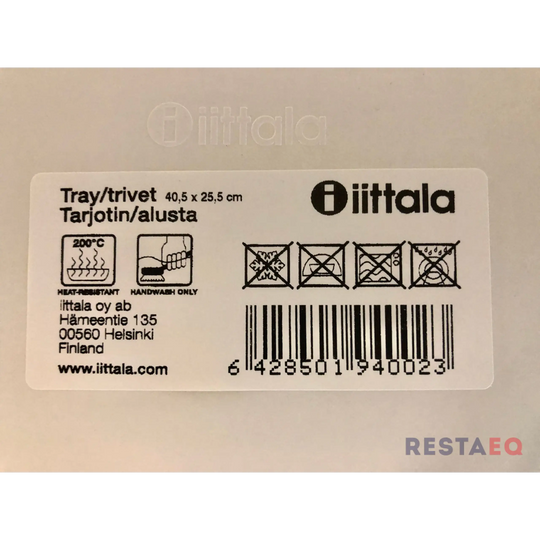 iittala
Tray/trivet 40,5 x 25,5 cm
Tarjotin/alusta
iittala
200°C
HEAT-RESISTANT
HANDWASH ONLY
iittala oy ab
Hämeentie 135
00560 Helsinki
Finland
www.iittala.com
6 428501 940023
RESTAEQ